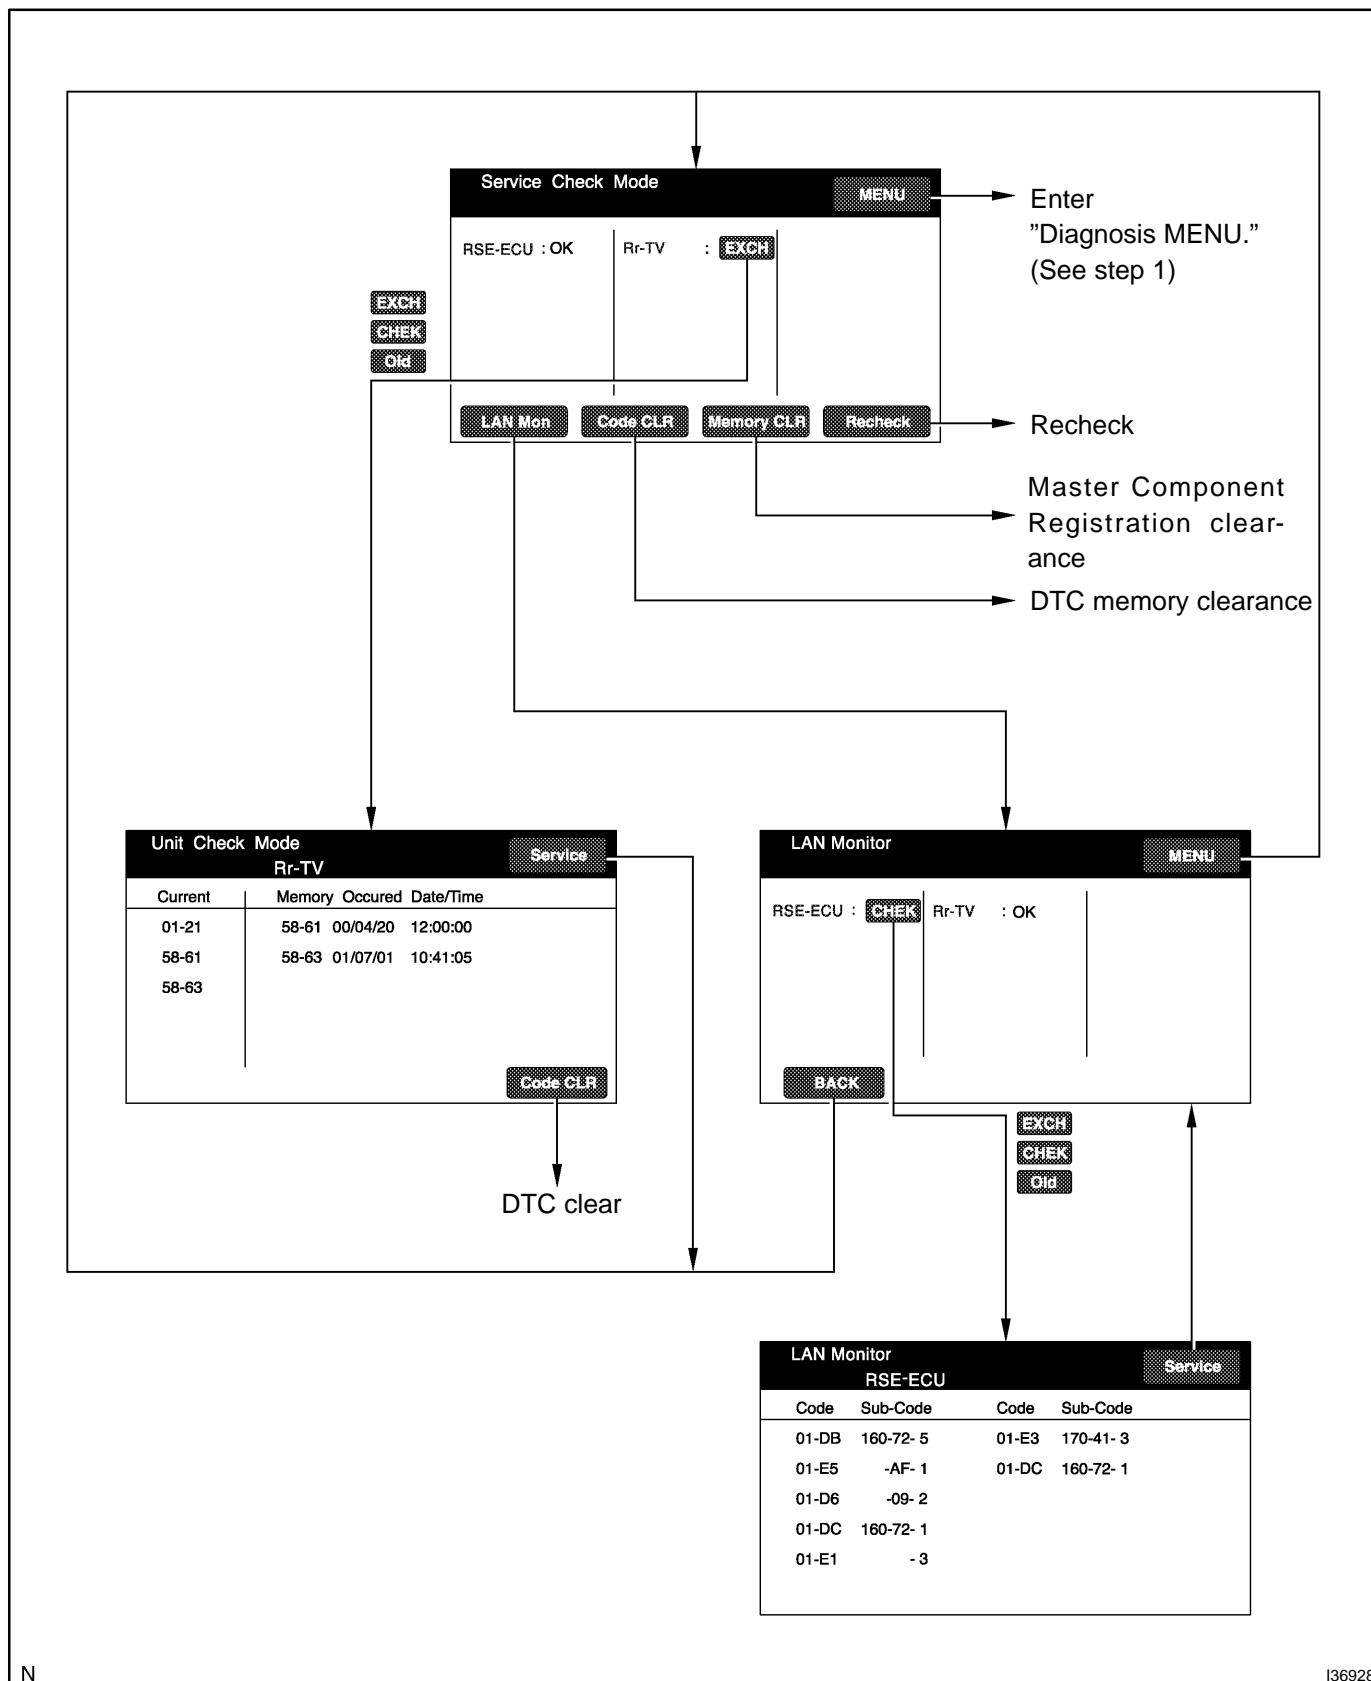 Service Check Mode
MENU
RSE-ECU : OK
Rr-TV : EXCH
EXCH
CHEK
Old
LAN Mon
Code CLR
Memory CLR
Recheck
Enter
"Diagnosis MENU."
(See step 1)
Recheck
Master Component
Registration clear-
ance
DTC memory clearance
Unit Check Mode
Rr-TV
Service
Current
Memory Occured Date/Time
01-21
58-61 00/04/20 12:00:00
58-61
58-63 01/07/01 10:41:05
58-63
Code CLR
DTC clear
LAN Monitor
MENU
RSE-ECU : CHEK
Rr-TV : OK
BACK
EXCH
CHEK
Old
LAN Monitor
RSE-ECU
Service
Code Sub-Code Code Sub-Code
01-DB 160-72- 5 01-E3 170-41- 3
01-E5 -AF- 1 01-DC 160-72- 1
01-D6 -09- 2
01-DC 160-72- 1
01-E1 - 3
N
I36928